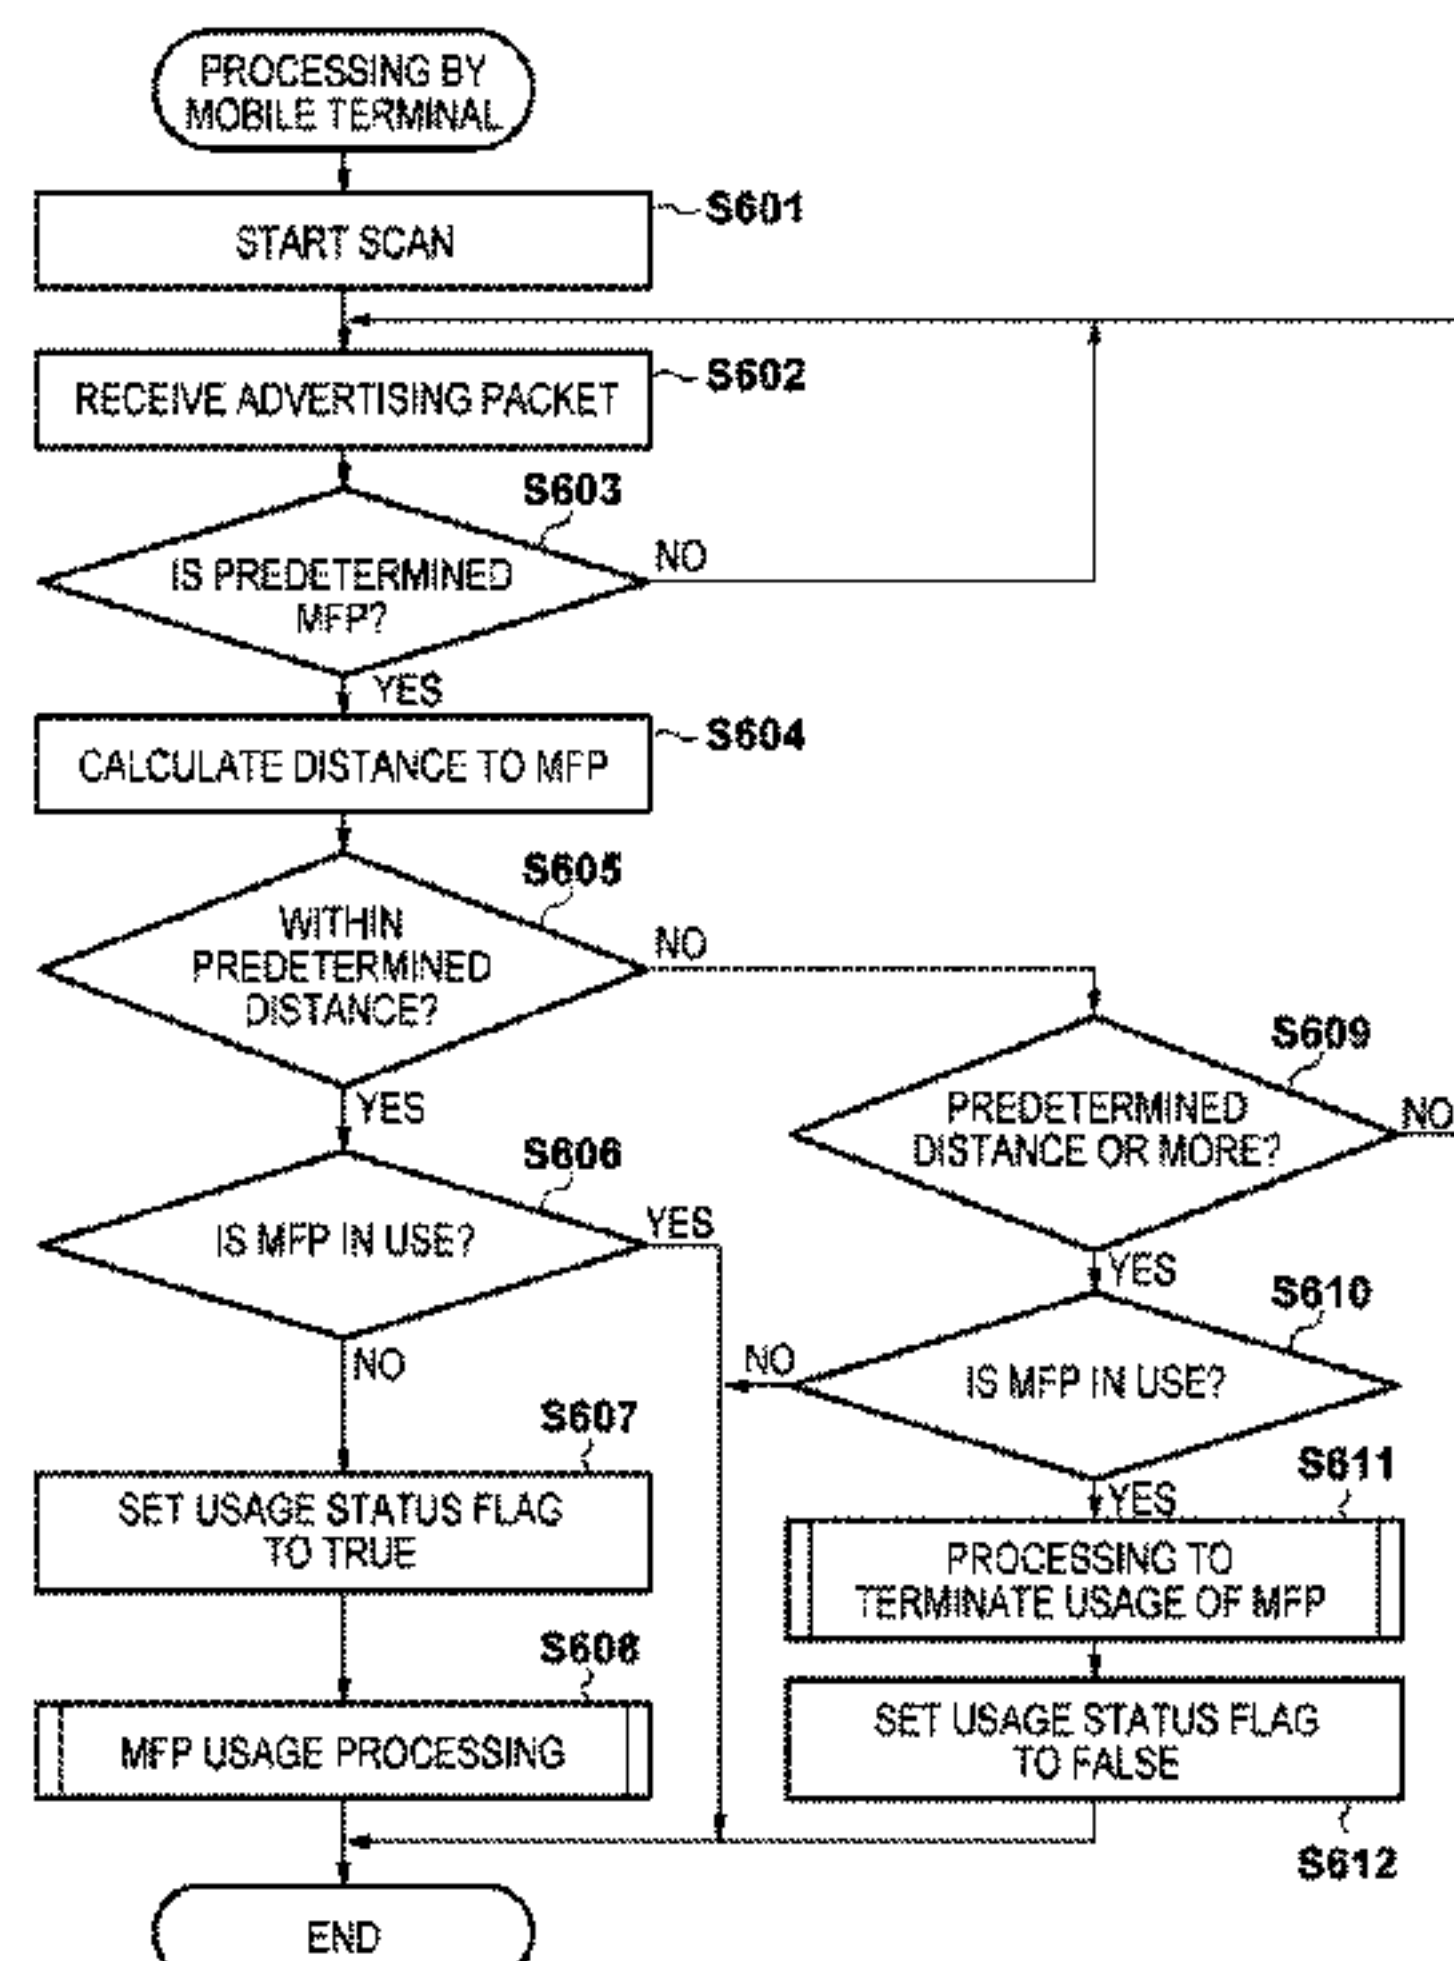 PROCESSING BY
MOBILE TERMINAL
START SCAN
S601
RECEIVE ADVERTISING PACKET
S602
S603
IS PREDETERMINED
MFP?
NO
YES
CALCULATE DISTANCE TO MFP
S604
S605
WITHIN
PREDETERMINED
DISTANCE?
NO
YES
S609
PREDETERMINED
DISTANCE OR MORE?
NO
YES
S606
IS MFP IN USE?
YES
NO
S610
IS MFP IN USE?
NO
YES
S607
SET USAGE STATUS FLAG
TO TRUE
S611
PROCESSING TO
TERMINATE USAGE OF MFP
S608
MFP USAGE PROCESSING
SET USAGE STATUS FLAG
TO FALSE
S612
END